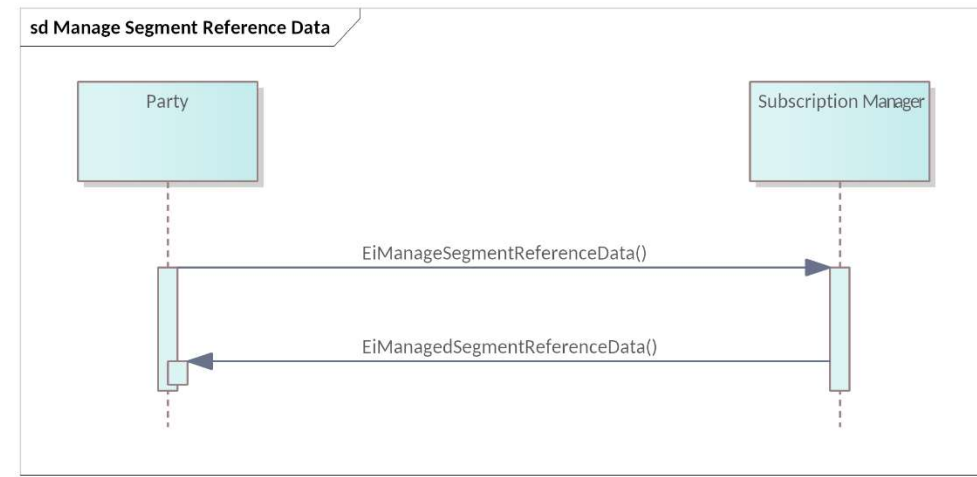 sd Manage Segment Reference Data
Party
Subscription Manager
EiManageSegmentReferenceData()
EiManagedSegmentReferenceData()